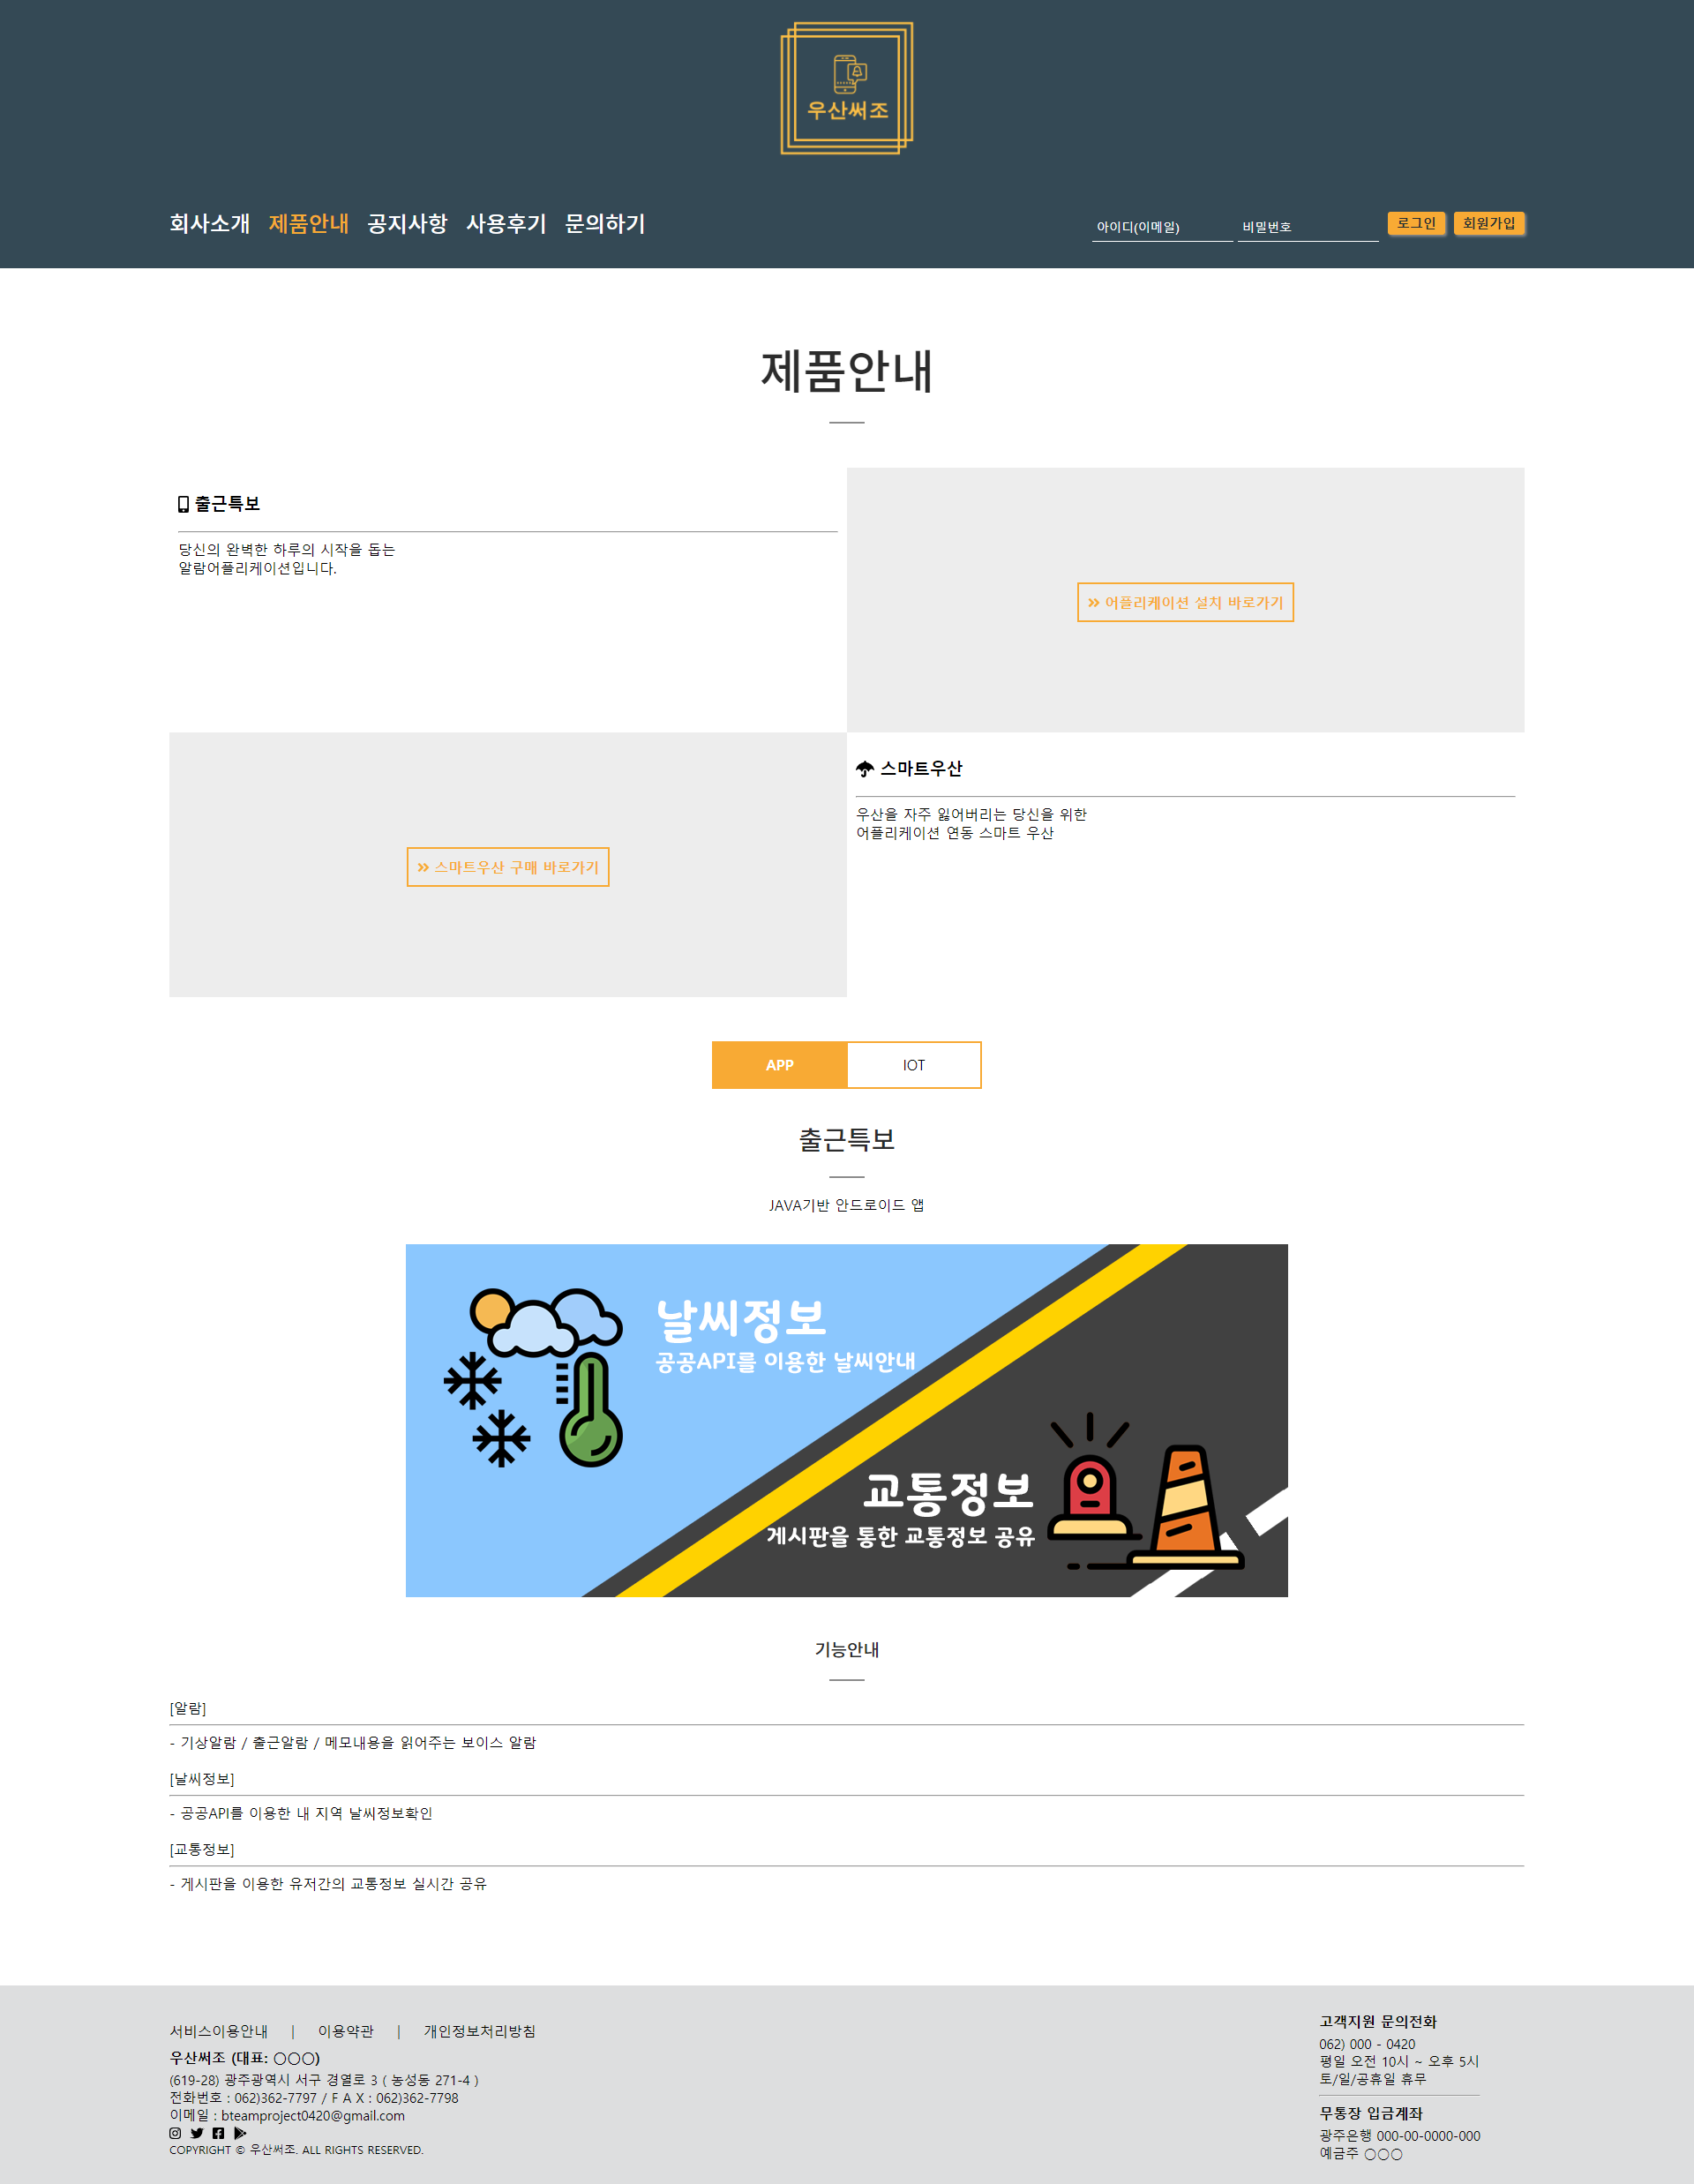 우산써조
회사소개 제품안내 공지사항 사용후기 문의하기
아이디(이메일) 비밀번호 로그인 회원가입
제품안내
출근특보
당신의 완벽한 하루의 시작을 돕는
알람어플리케이션입니다.
어플리케이션 설치 바로가기
스마트우산 구매 바로가기
스마트우산
우산을 자주 잃어버리는 당신을 위한
어플리케이션 연동 스마트 우산
APP IOT
출근특보
JAVA기반 안드로이드 앱
날씨정보
공공API를 이용한 날씨안내
교통정보
게시판을 통한 교통정보 공유
기능안내
[알람]
- 기상알람 / 출근알람 / 메모내용을 읽어주는 보이스 알람
[날씨정보]
- 공공API를 이용한 내 지역 날씨정보확인
[교통정보]
- 게시판을 이용한 유저간의 교통정보 실시간 공유
서비스이용안내 | 이용약관 | 개인정보처리방침
우산써조 (대표: ○○○)
(619-28) 광주광역시 서구 경열로 3 ( 농성동 271-4 )
전화번호 : 062)362-7797 / F A X : 062)362-7798
이메일 : bteamproject0420@gmail.com
COPYRIGHT © 우산써조. ALL RIGHTS RESERVED.
고객지원 문의전화
062) 000 - 0420
평일 오전 10시 ~ 오후 5시
토/일/공휴일 휴무
무통장 입금계좌
광주은행 000-00-0000-000
예금주 ○○○